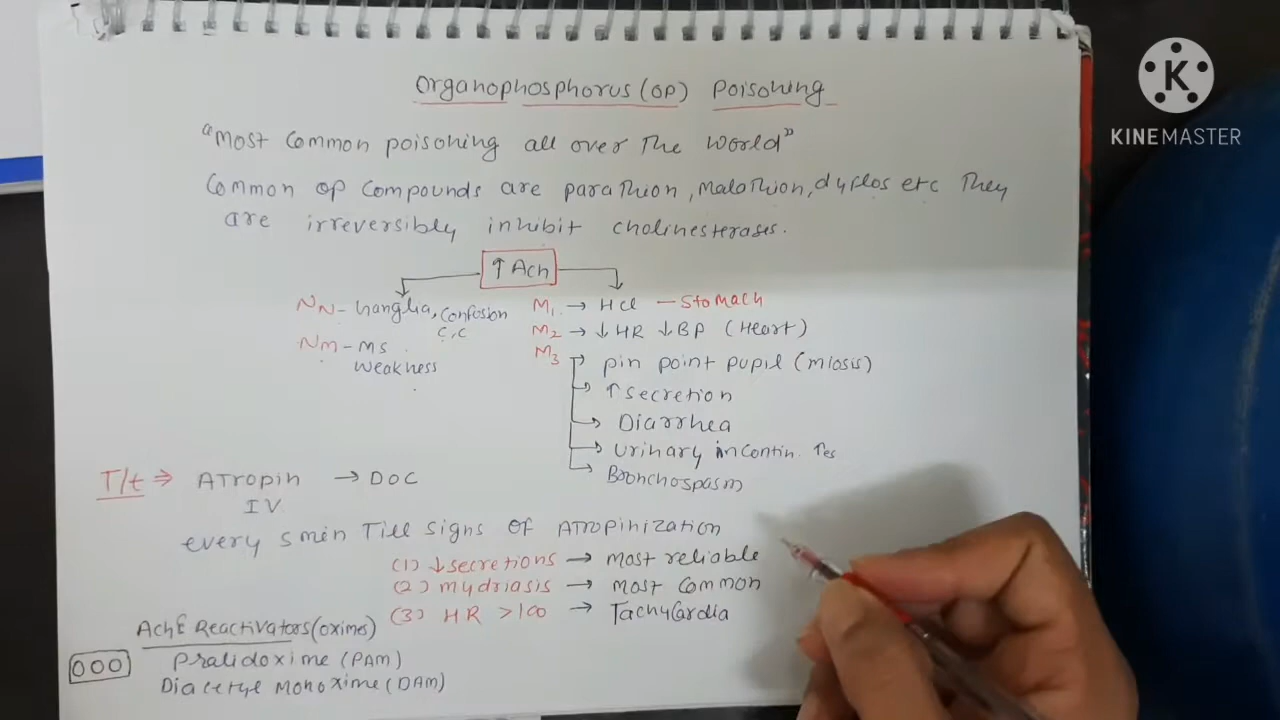 Organophosphorus (OP) Poisoning
"Most Common poisoning all over The World"
Common OP Compounds are parathion, Malathion, dyflos etc They
are irreversibly inhibit cholinesterases.
↑ Ach
NN - Ganglia, Confusion
C, C
NM - MS
Weakness
M1 → HCl - Stomach
M2 → ↓ HR ↓ BP (Heart)
M3 → pin point pupil (miosis)
→ ↑ secretion
→ Diarrhea
→ Urinary incontin. ↑es
→ Bronchospasm
T/t ⇒ ATropin → DOC
IV
every 5 min Till Signs of ATropinization
(1) ↓ secretions → most reliable
(2) mydriasis → most common
(3) HR >100 → Tachycardia
AchE Reactivators (oximes)
000 Pralidoxime (PAM)
Diacetyl Monoxime (DAM)
K
KINEMASTER